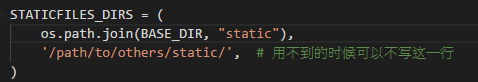 STATICFILES_DIRS = (
    os.path.join(BASE_DIR, "static"),
    '/path/to/others/static/',  # 用不到的时候可以不写这一行
)